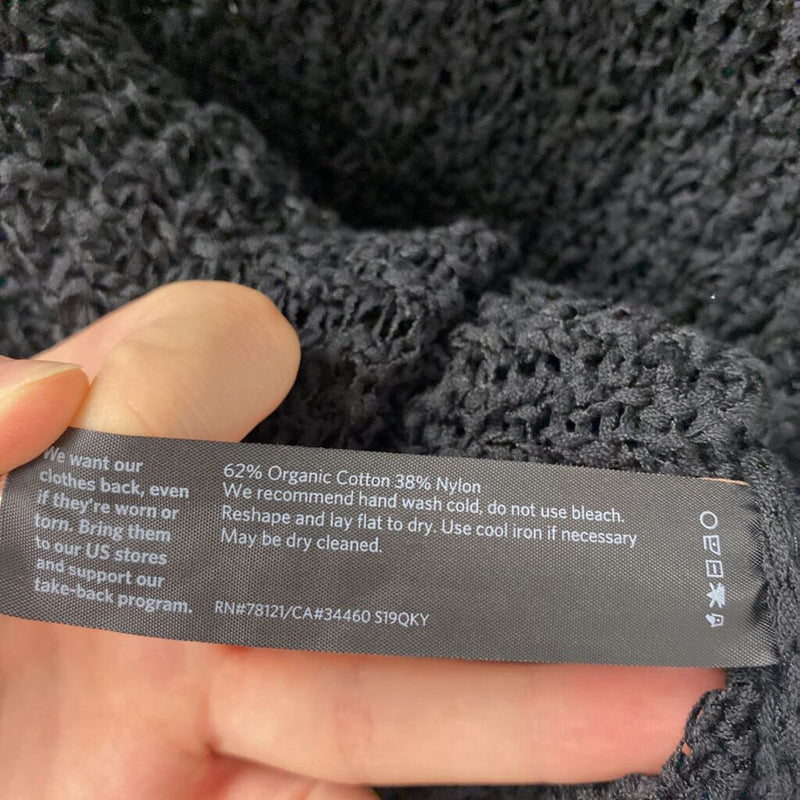 We want our
clothes back, even
if they're worn or
torn. Bring them
to our US stores
and support our
take-back program.
62% Organic Cotton 38% Nylon
We recommend hand wash cold, do not use bleach.
Reshape and lay flat to dry. Use cool iron if necessary
May be dry cleaned.
RN#78121/CA#34460 S19QKY